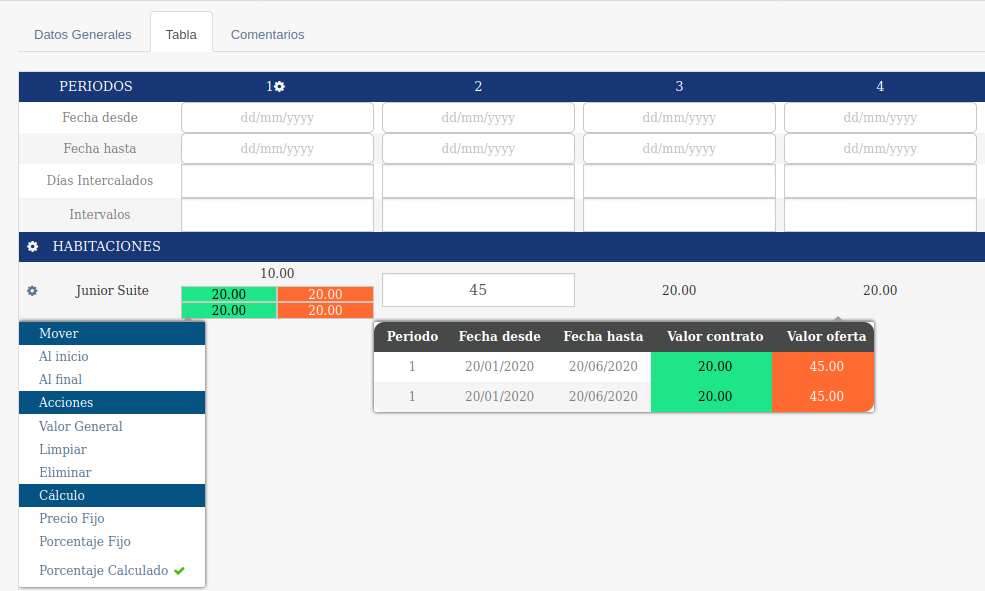 Datos Generales Tabla Comentarios
PERIODOS 1 2 3 4
Fecha desde dd/mm/yyyy dd/mm/yyyy dd/mm/yyyy dd/mm/yyyy
Fecha hasta dd/mm/yyyy dd/mm/yyyy dd/mm/yyyy dd/mm/yyyy
Días Intercalados
Intervalos
HABITACIONES
10.00
Junior Suite 45 20.00 20.00
20.00 20.00
20.00 20.00
Mover
Al inicio
Al final
Acciones
Valor General
Limpiar
Eliminar
Cálculo
Precio Fijo
Porcentaje Fijo
Porcentaje Calculado
Periodo Fecha desde Fecha hasta Valor contrato Valor oferta
1 20/01/2020 20/06/2020 20.00 45.00
1 20/01/2020 20/06/2020 20.00 45.00